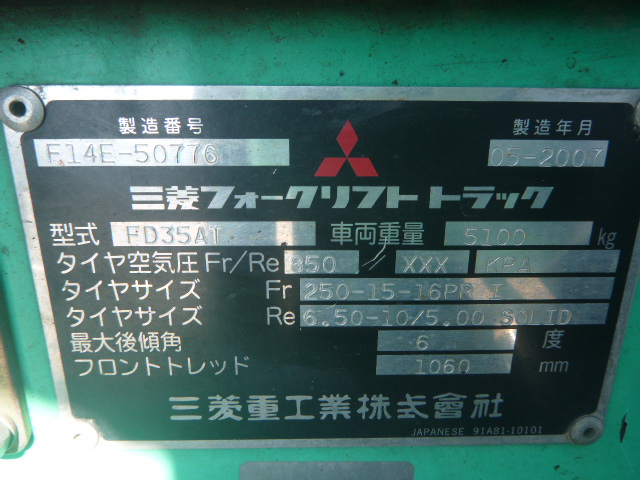 製造番号 製造年月
F14E-50776 05-2007
三菱フォークリフト トラック
型式 FD35AT 車両重量 5100 kg
タイヤ空気圧 Fr/Re 850 // XXX KPA
タイヤサイズ Fr 250-15-16PR I
タイヤサイズ Re 6.50-10/5.00 SOLID
最大後傾角 6 度
フロントトレッド 1060 mm
三菱重工業株式會社
JAPANESE 91A81-10101